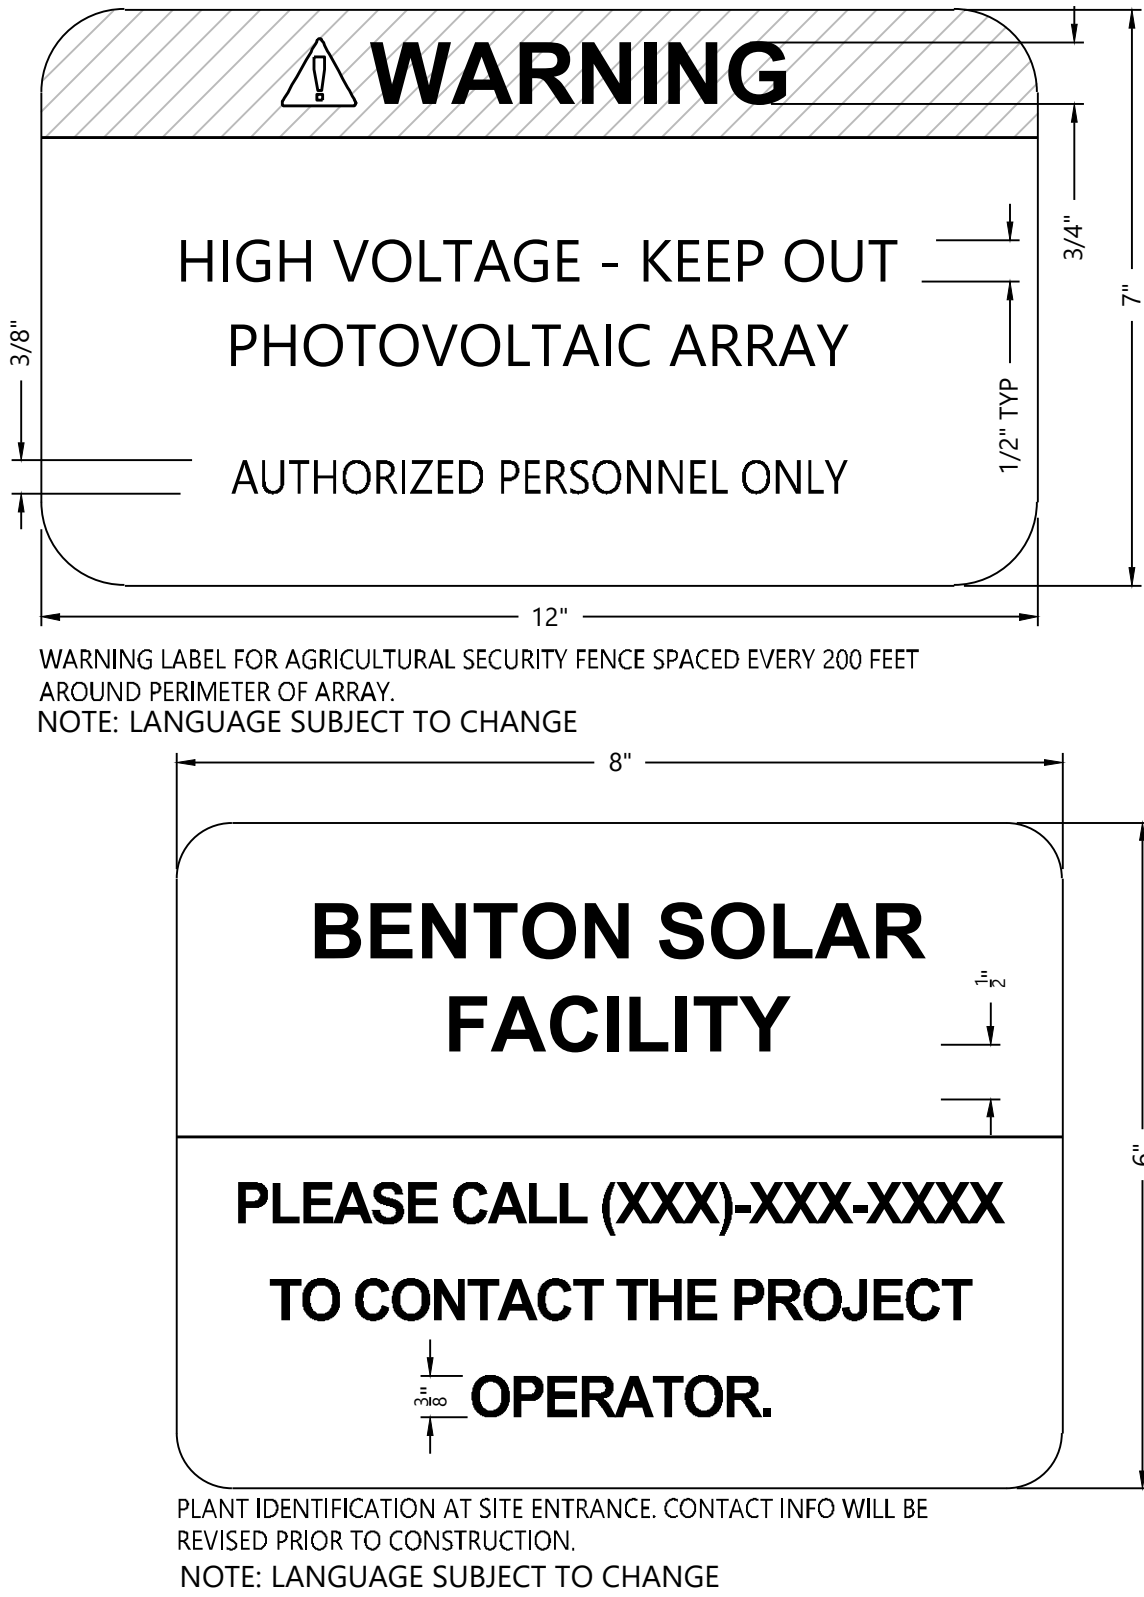 WARNING
3/4"
7"
HIGH VOLTAGE - KEEP OUT
PHOTOVOLTAIC ARRAY
3/8"
1/2" TYP
AUTHORIZED PERSONNEL ONLY
12"
WARNING LABEL FOR AGRICULTURAL SECURITY FENCE SPACED EVERY 200 FEET
AROUND PERIMETER OF ARRAY.
NOTE: LANGUAGE SUBJECT TO CHANGE
8"
BENTON SOLAR
FACILITY
1/2"
6"
PLEASE CALL (XXX)-XXX-XXXX
TO CONTACT THE PROJECT
3/8"
OPERATOR.
PLANT IDENTIFICATION AT SITE ENTRANCE. CONTACT INFO WILL BE
REVISED PRIOR TO CONSTRUCTION.
NOTE: LANGUAGE SUBJECT TO CHANGE